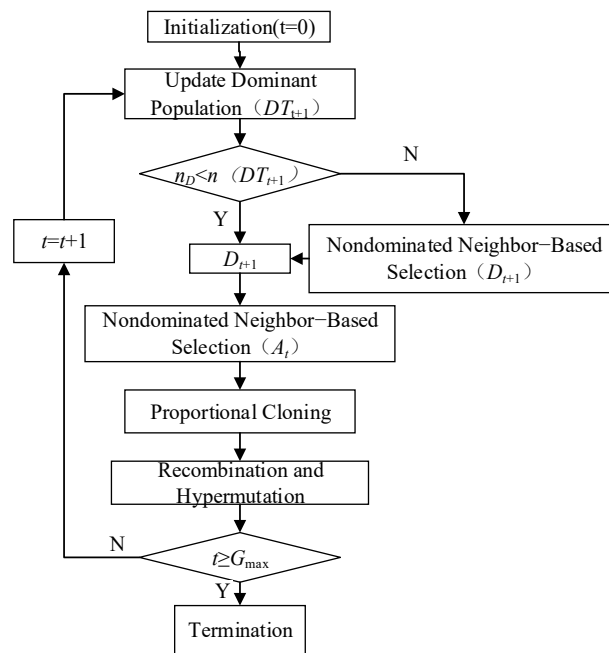 Initialization(t=0)
Update Dominant
Population（DTt+1）
nD<n（DTt+1）
N
Y
t=t+1
Dt+1
Nondominated Neighbor−Based
Selection（Dt+1）
Nondominated Neighbor−Based
Selection（At）
Proportional Cloning
Recombination and
Hypermutation
N
t≥Gmax
Y
Termination